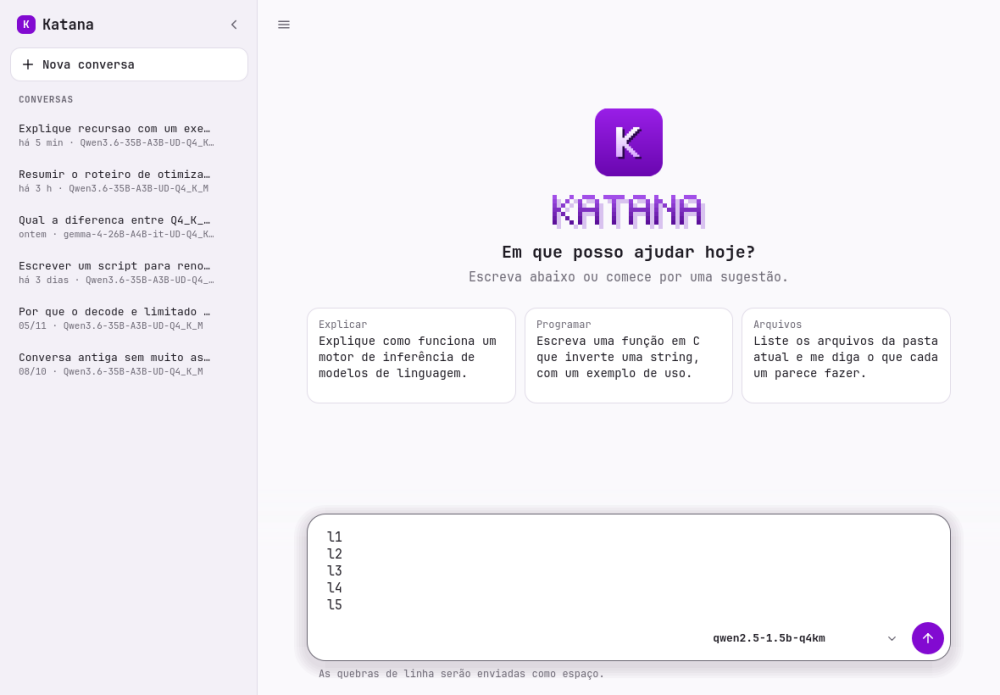 K Katana
+ Nova conversa
CONVERSAS
Explique recursao com um exe…
há 5 min · Qwen3.6-35B-A3B-UD-Q4_K…
Resumir o roteiro de otimiza…
há 3 h · Qwen3.6-35B-A3B-UD-Q4_K_M
Qual a diferenca entre Q4_K_…
ontem · gemma-4-26B-A4B-it-UD-Q4_K…
Escrever um script para reno…
há 3 dias · Qwen3.6-35B-A3B-UD-Q4_…
Por que o decode e limitado …
05/11 · Qwen3.6-35B-A3B-UD-Q4_K_M
Conversa antiga sem muito as…
08/10 · Qwen3.6-35B-A3B-UD-Q4_K_M
K
KATANA
Em que posso ajudar hoje?
Escreva abaixo ou comece por uma sugestão.
Explicar
Explique como funciona um
motor de inferência de
modelos de linguagem.
Programar
Escreva uma função em C
que inverte uma string,
com um exemplo de uso.
Arquivos
Liste os arquivos da pasta
atual e me diga o que cada
um parece fazer.
l1
l2
l3
l4
l5
qwen2.5-1.5b-q4km
As quebras de linha serão enviadas como espaço.